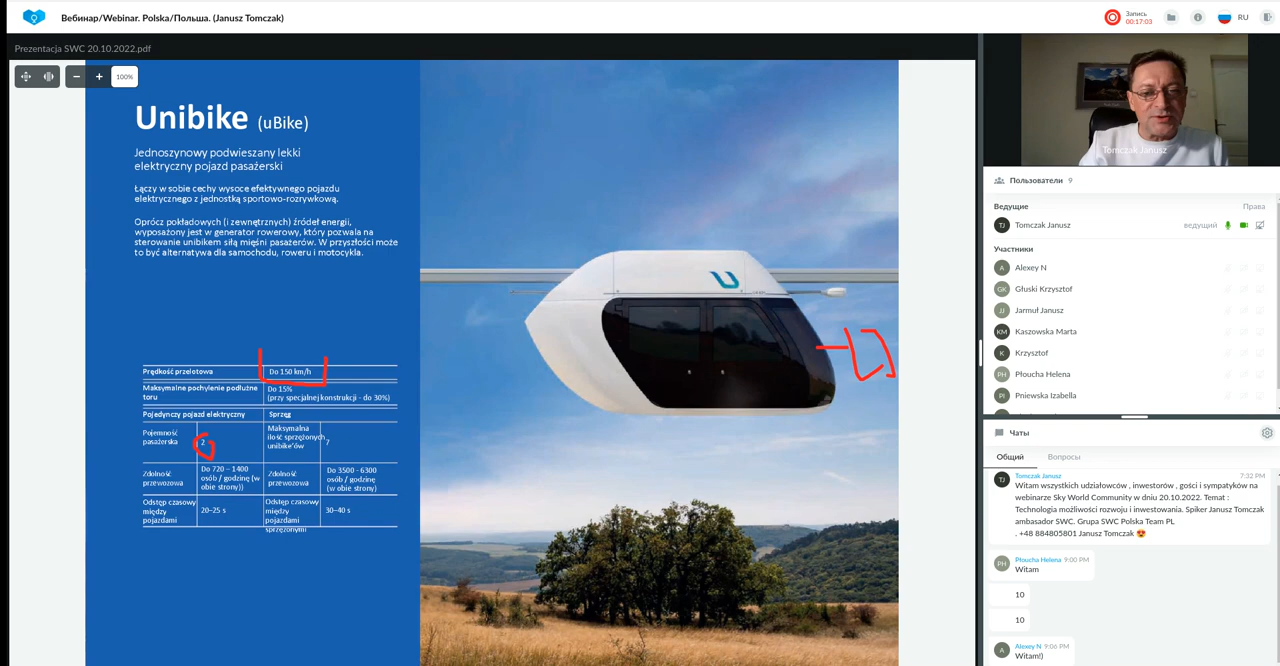 Вебинар/Webinar. Polska/Польша. (Janusz Tomczak)
Запись
00:17:03
RU
Prezentacja SWC 20.10.2022.pdf
100%
Unibike (uBike)
Jednoszynowy podwieszany lekki
elektryczny pojazd pasażerski
Łączy w sobie cechy wysoce efektywnego pojazdu
elektrycznego z jednostką sportowo-rozrywkową.
Oprócz pokładowych (i zewnętrznych) źródeł energii,
wyposażony jest w generator rowerowy, który pozwala na
sterowanie unibikem siłą mięśni pasażerów. W przyszłości może
to być alternatywa dla samochodu, roweru i motocykla.
Prędkość przelotowa
Do 150 km/h
Maksymalne pochylenie podłużne
toru
Do 15%
(przy specjalnej konstrukcji - do 30%)
Pojedynczy pojazd elektryczny
Sprzęg
Pojemność
pasażerska
2
Maksymalna
ilość sprzężonych
unibike'ów
7
Zdolność
przewozowa
Do 720 – 1400
osób / godzinę (w
obie strony))
Zdolność
przewozowa
Do 3500 - 6300
osób / godzinę
(w obie strony)
Odstęp czasowy
między
pojazdami
20–25 s
Odstęp czasowy
między
pojazdami
sprzężonymi
30–40 s
Tomczak Janusz
Пользователи 9
Ведущие
Права
TJ
Tomczak Janusz
ведущий
Участники
A
Alexey N
GK
Głuski Krzysztof
JJ
Jarmuł Janusz
KM
Kaszowska Marta
K
Krzysztof
PH
Płoucha Helena
PI
Pniewska Izabella
Чаты
Общий
Вопросы
TJ
Tomczak Janusz
7:32 PM
Witam wszystkich udziałowców , inwestorów , gości i sympatyków na
webinarze Sky World Community w dniu 20.10.2022. Temat :
Technologia możliwości rozwoju i inwestowania. Spiker Janusz Tomczak
ambasador SWC. Grupa SWC Polska Team PL
. +48 884805801 Janusz Tomczak 😍
PH
Płoucha Helena 9:00 PM
Witam
10
10
A
Alexey N 9:06 PM
Witam!)